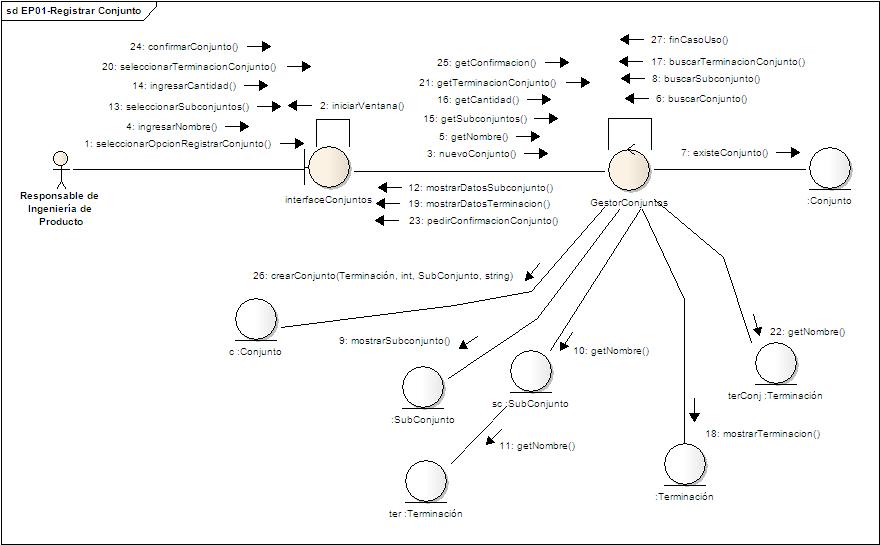 sd EP01-Registrar Conjunto
24: confirmarConjunto()
20: seleccionarTerminacionConjunto()
14: ingresarCantidad()
13: seleccionarSubconjuntos()
4: ingresarNombre()
1: seleccionarOpcionRegistrarConjunto()
2: iniciarVentana()
25: getConfirmacion()
21: getTerminacionConjunto()
16: getCantidad()
15: getSubconjuntos()
5: getNombre()
3: nuevoConjunto()
27: finCasoUso()
17: buscarTerminacionConjunto()
8: buscarSubconjunto()
6: buscarConjunto()
7: existeConjunto()
Responsable de
Ingeniería de
Producto
interfaceConjuntos
GestorConjuntos
:Conjunto
12: mostrarDatosSubconjunto()
19: mostrarDatosTerminacion()
23: pedirConfirmacionConjunto()
26: crearConjunto(Terminación, int, SubConjunto, string)
c :Conjunto
9: mostrarSubconjunto()
10: getNombre()
22: getNombre()
:SubConjunto
sc :SubConjunto
terConj :Terminación
11: getNombre()
18: mostrarTerminacion()
ter :Terminación
:Terminación